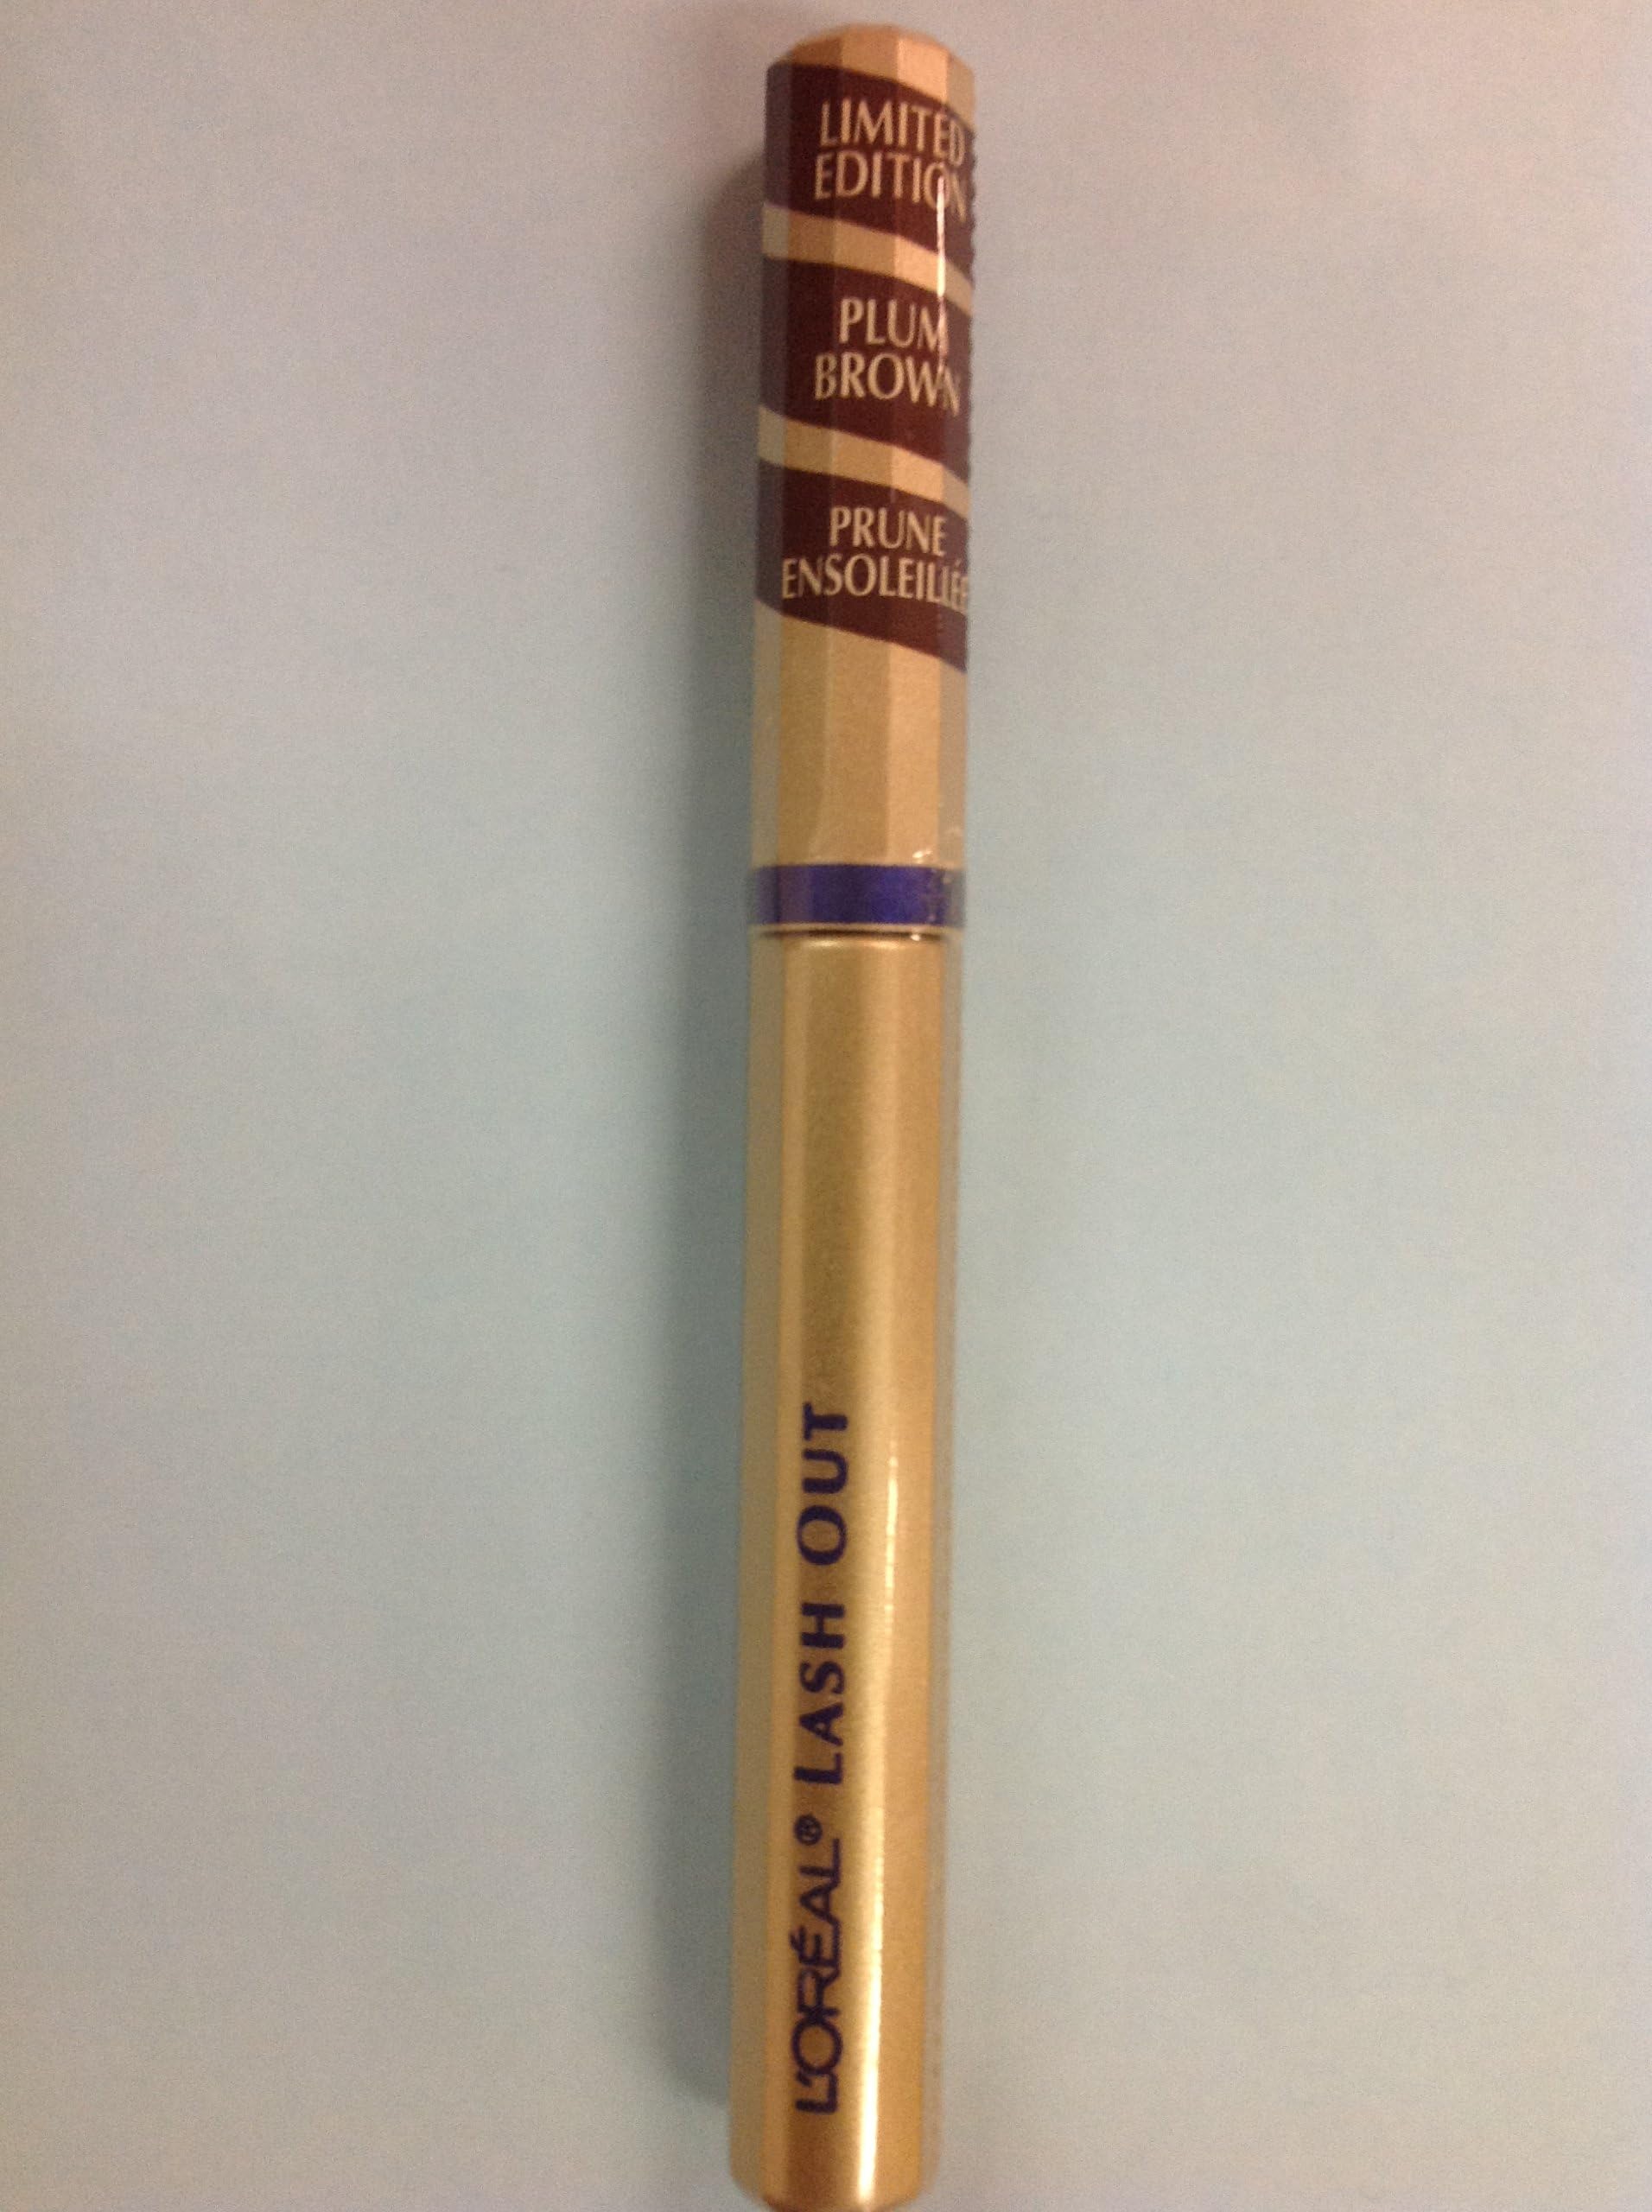 LIMITED
EDITION
PLUM
BROWN
PRUNE
ENSOLEILLÉE
L'ORÉAL® LASH OUT